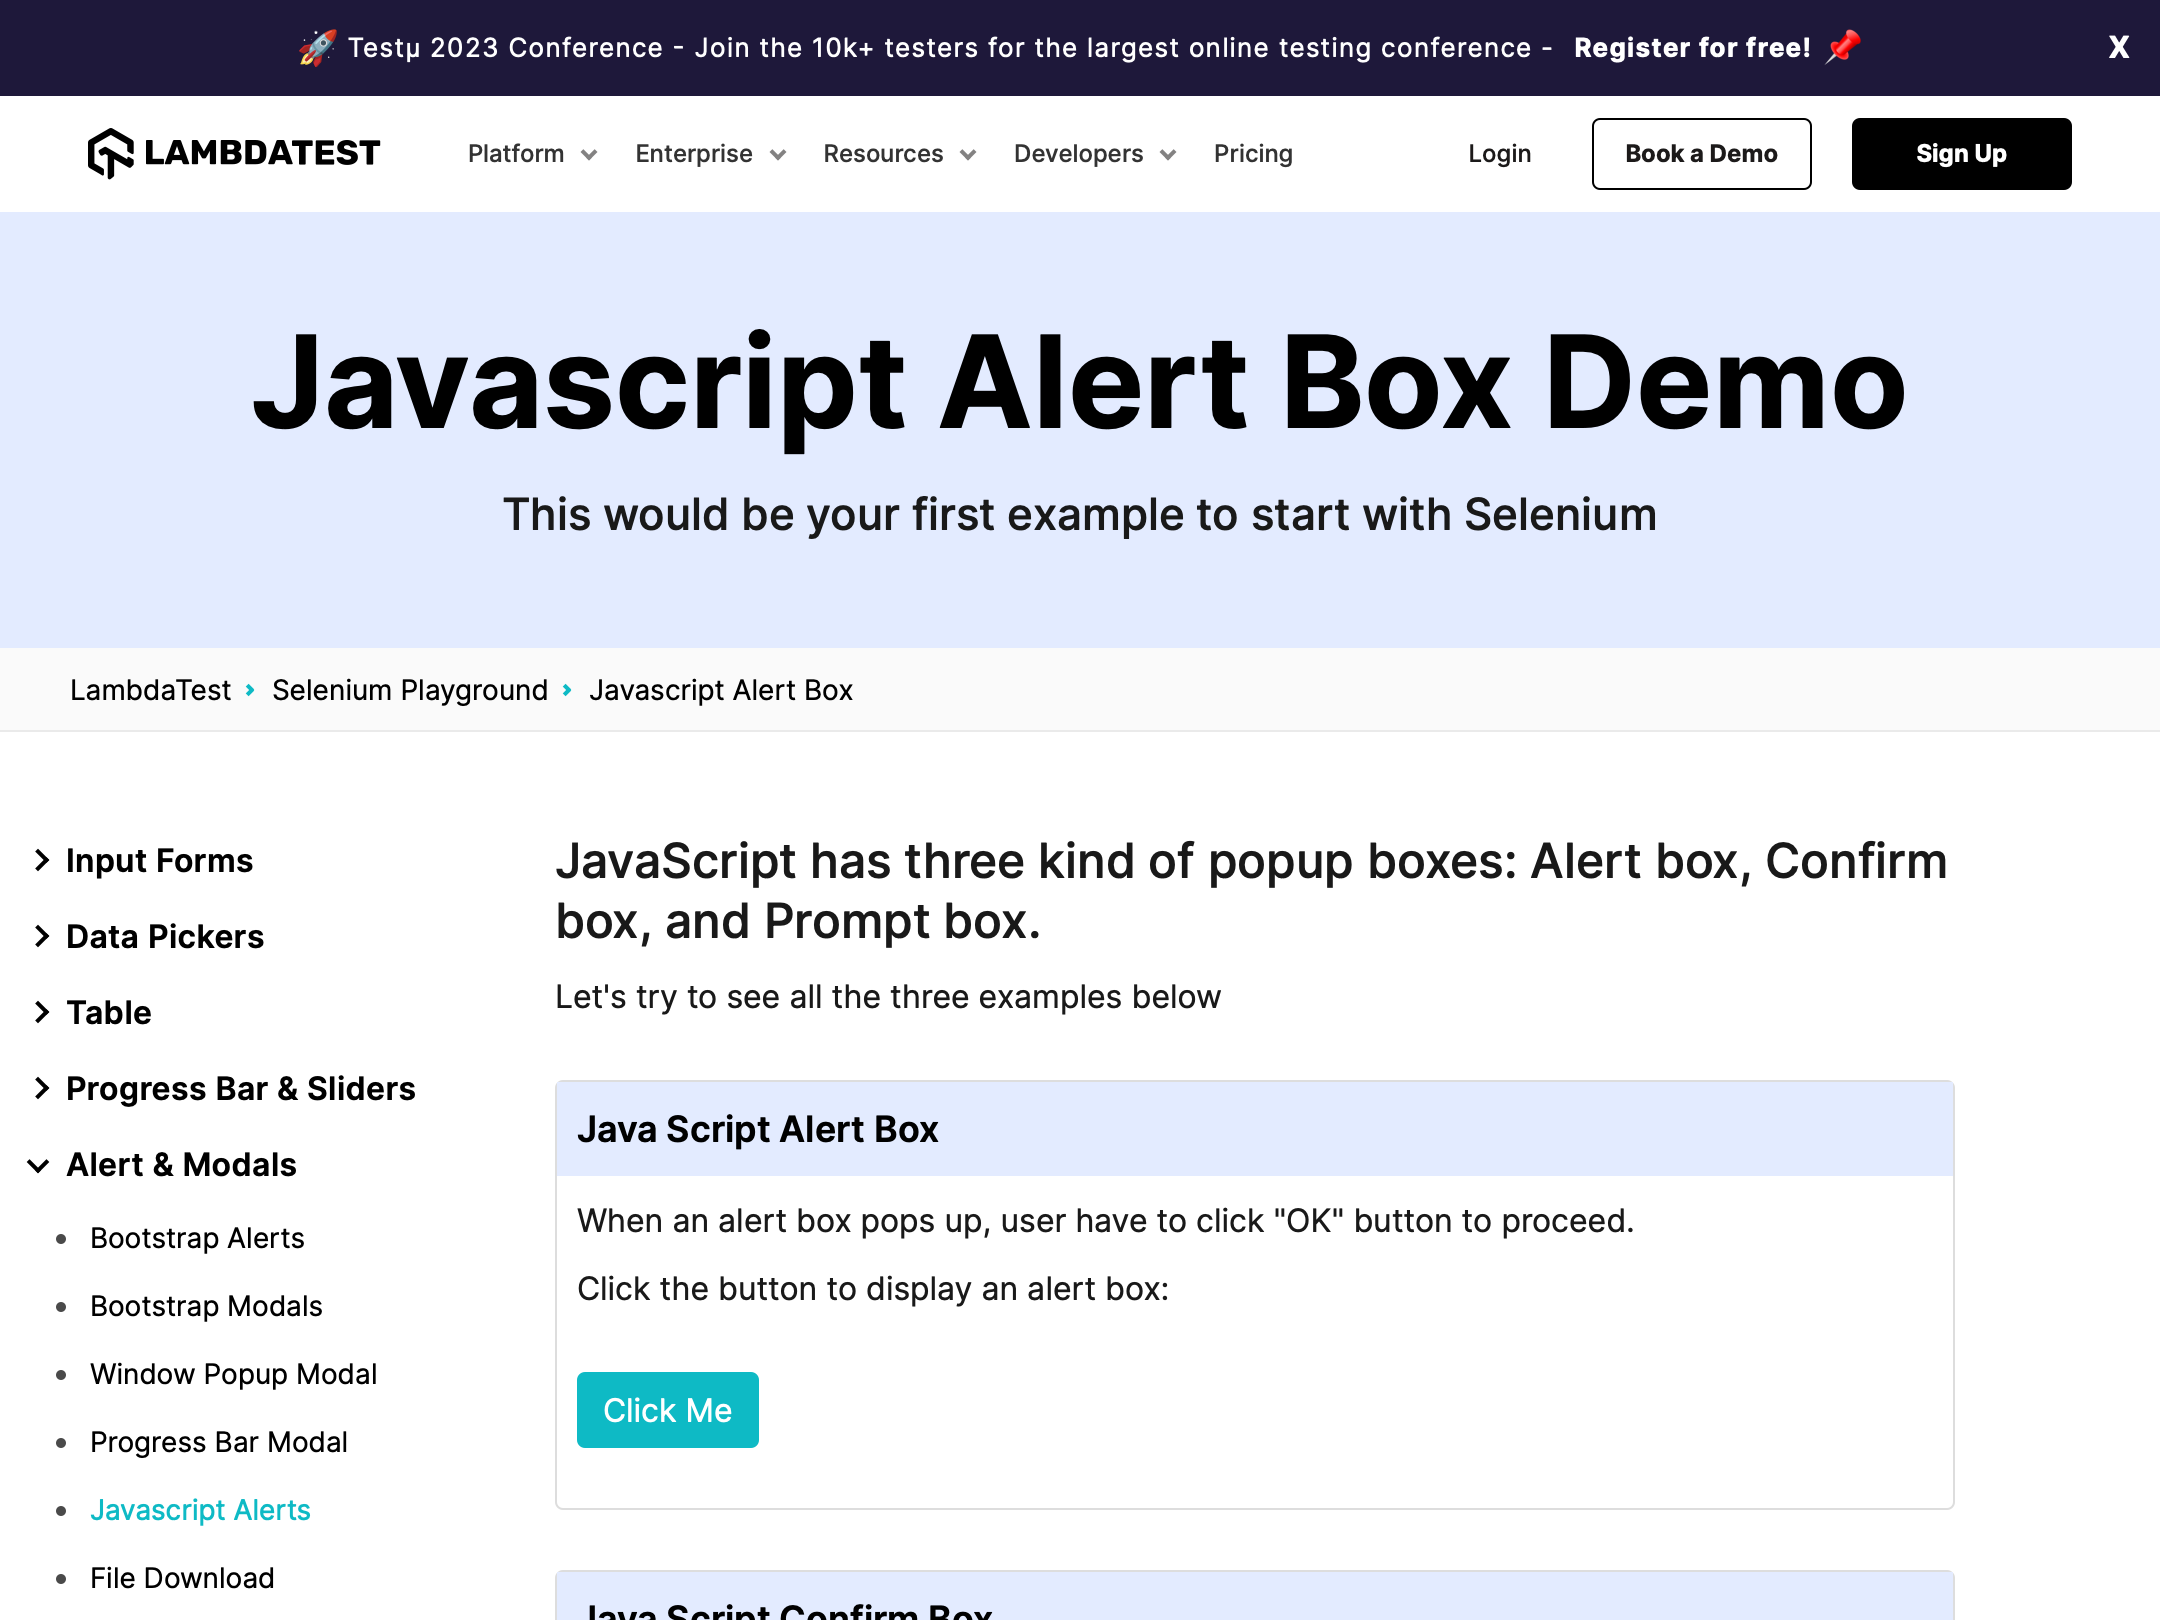 Testμ 2023 Conference - Join the 10k+ testers for the largest online testing conference - Register for free! X
LAMBDATEST Platform Enterprise Resources Developers Pricing Login Book a Demo Sign Up
Javascript Alert Box Demo
This would be your first example to start with Selenium
LambdaTest Selenium Playground Javascript Alert Box
Input Forms
Data Pickers
Table
Progress Bar & Sliders
Alert & Modals
Bootstrap Alerts
Bootstrap Modals
Window Popup Modal
Progress Bar Modal
Javascript Alerts
File Download
JavaScript has three kind of popup boxes: Alert box, Confirm
box, and Prompt box.
Let's try to see all the three examples below
Java Script Alert Box
When an alert box pops up, user have to click "OK" button to proceed.
Click the button to display an alert box:
Click Me
Java Script Confirm Box